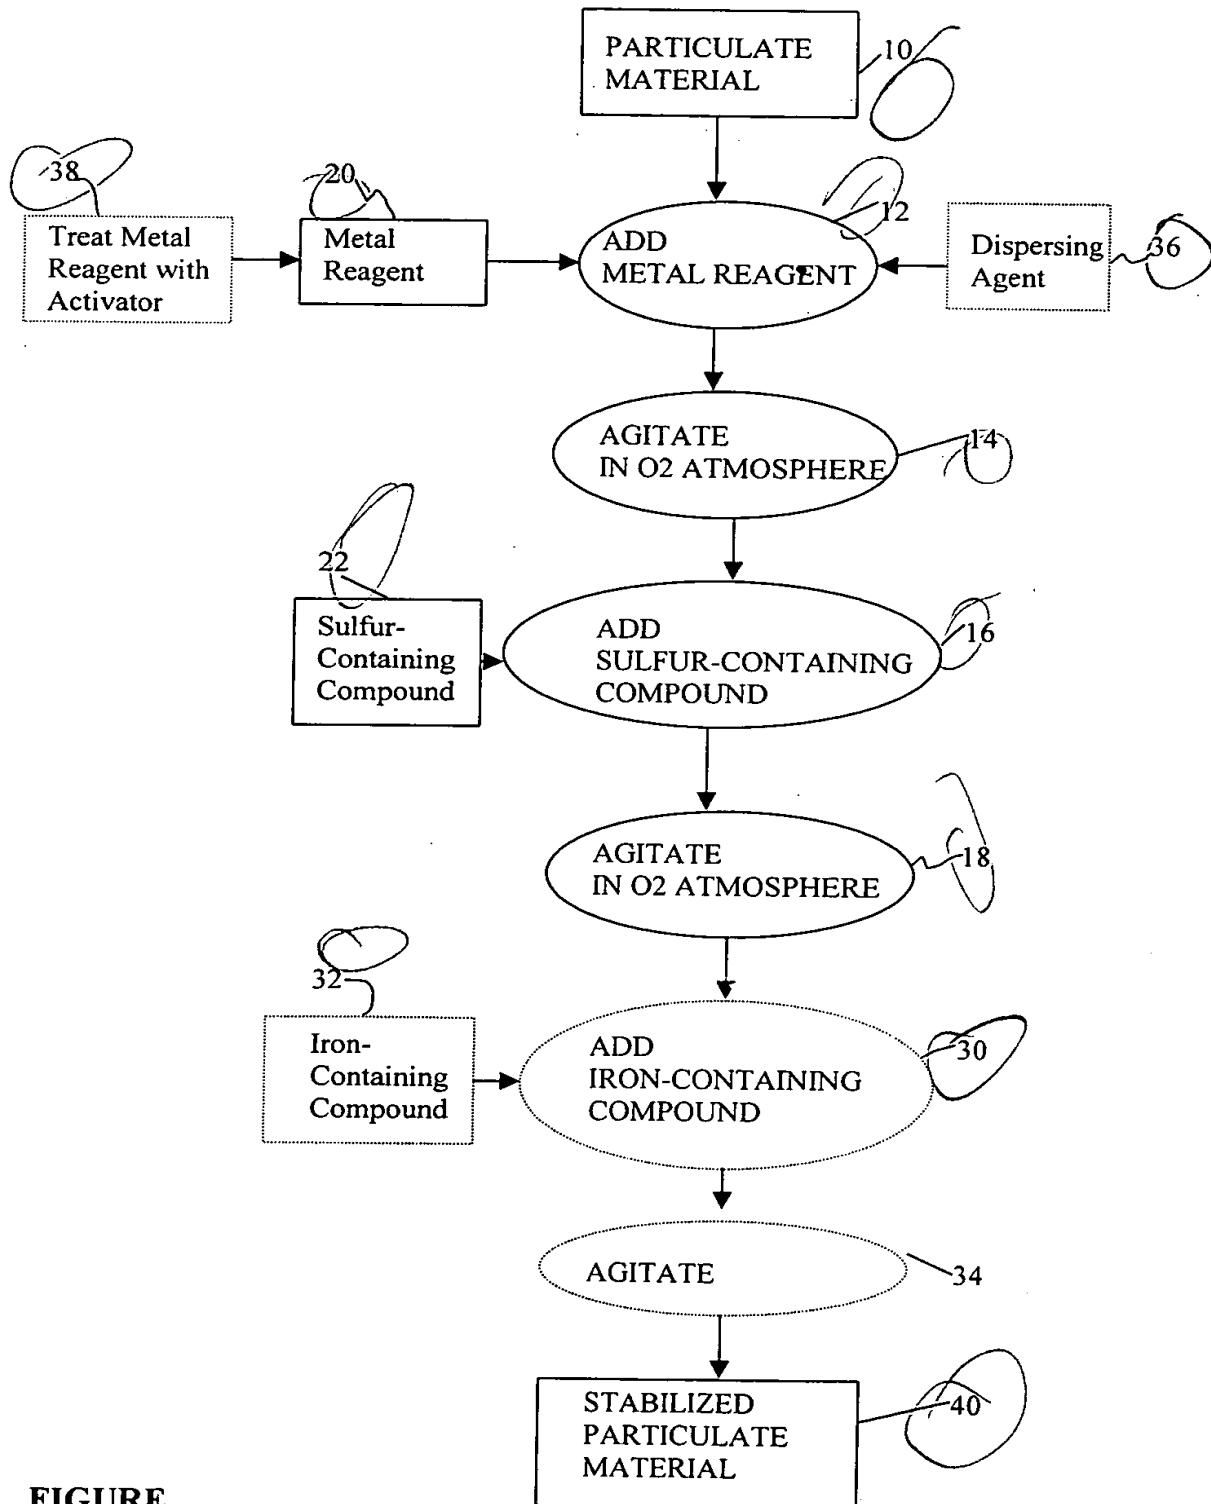 PARTICULATE
MATERIAL
10
38
20
12
36
Treat Metal
Reagent with
Activator
Metal
Reagent
ADD
METAL REAGENT
Dispersing
Agent
AGITATE
IN O2 ATMOSPHERE
14
22
Sulfur-
Containing
Compound
ADD
SULFUR-CONTAINING
COMPOUND
16
AGITATE
IN O2 ATMOSPHERE
18
32
Iron-
Containing
Compound
ADD
IRON-CONTAINING
COMPOUND
30
AGITATE
34
STABILIZED
PARTICULATE
MATERIAL
40
FIGURE